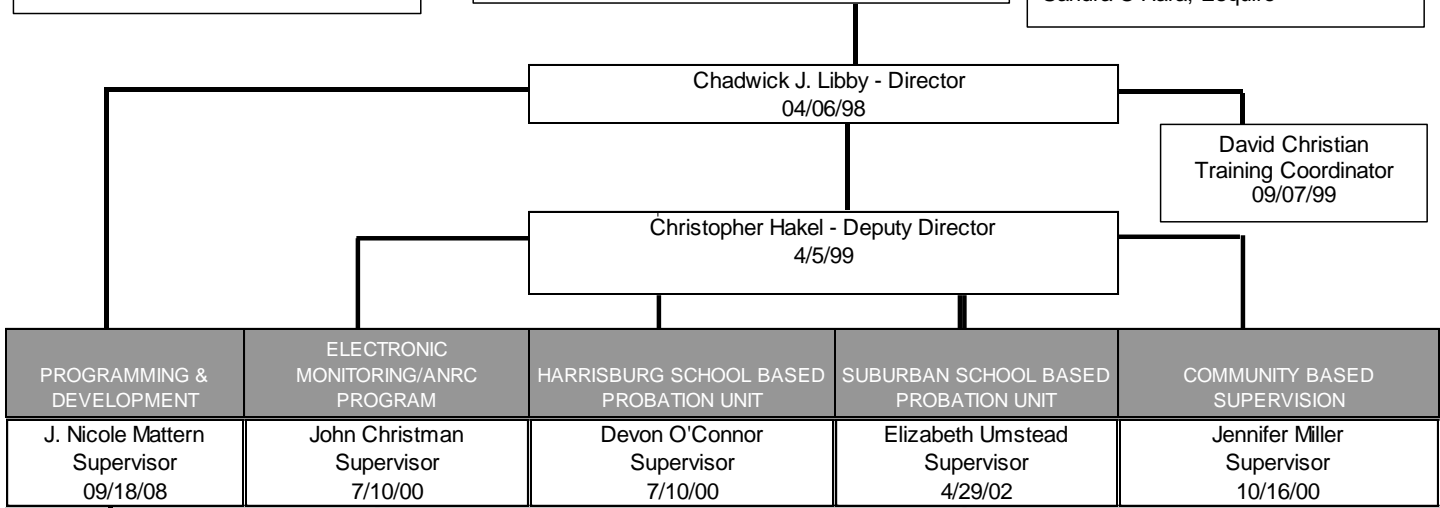 Chadwick J. Libby - Director
04/06/98
David Christian
Training Coordinator
09/07/99
Christopher Hakel - Deputy Director
4/5/99
PROGRAMMING &
DEVELOPMENT
ELECTRONIC
MONITORING/ANRC
PROGRAM
HARRISBURG SCHOOL BASED
PROBATION UNIT
SUBURBAN SCHOOL BASED
PROBATION UNIT
COMMUNITY BASED
SUPERVISION
J. Nicole Mattern
Supervisor
09/18/08
John Christman
Supervisor
7/10/00
Devon O'Connor
Supervisor
7/10/00
Elizabeth Umstead
Supervisor
4/29/02
Jennifer Miller
Supervisor
10/16/00